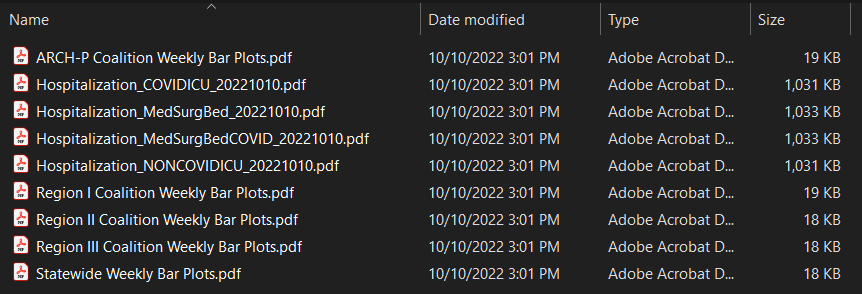 Name Date modified Type Size
ARCH-P Coalition Weekly Bar Plots.pdf 10/10/2022 3:01 PM Adobe Acrobat D... 19 KB
Hospitalization_COVIDICU_20221010.pdf 10/10/2022 3:01 PM Adobe Acrobat D... 1,031 KB
Hospitalization_MedSurgBed_20221010.pdf 10/10/2022 3:01 PM Adobe Acrobat D... 1,033 KB
Hospitalization_MedSurgBedCOVID_20221010.pdf 10/10/2022 3:01 PM Adobe Acrobat D... 1,033 KB
Hospitalization_NONCOVIDICU_20221010.pdf 10/10/2022 3:01 PM Adobe Acrobat D... 1,031 KB
Region I Coalition Weekly Bar Plots.pdf 10/10/2022 3:01 PM Adobe Acrobat D... 19 KB
Region II Coalition Weekly Bar Plots.pdf 10/10/2022 3:01 PM Adobe Acrobat D... 18 KB
Region III Coalition Weekly Bar Plots.pdf 10/10/2022 3:01 PM Adobe Acrobat D... 18 KB
Statewide Weekly Bar Plots.pdf 10/10/2022 3:01 PM Adobe Acrobat D... 18 KB